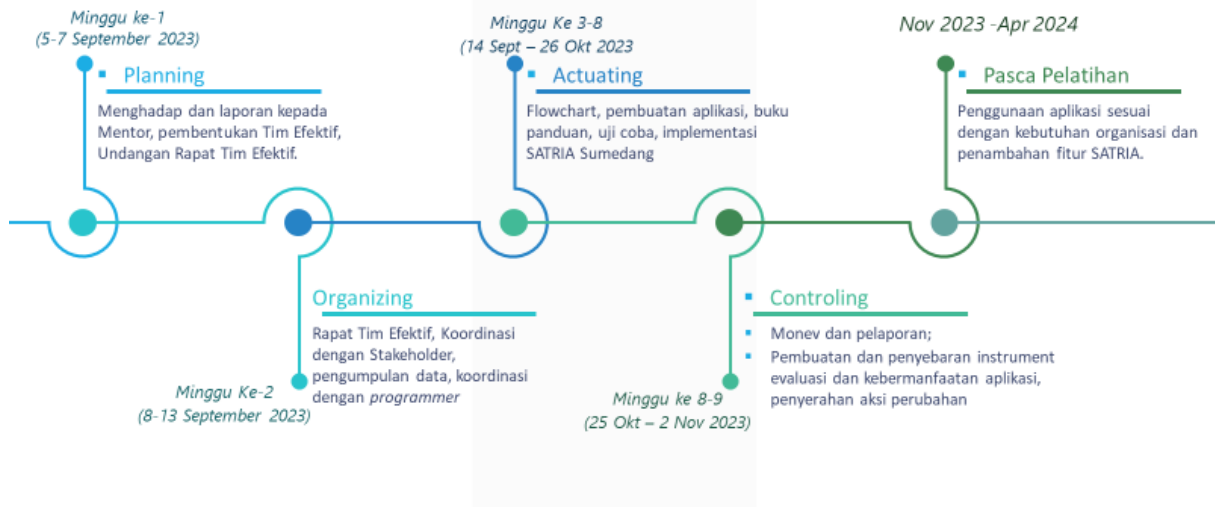 Minggu ke-1
(5-7 September 2023)
Planning
Menghadap dan laporan kepada
Mentor, pembentukan Tim Efektif,
Undangan Rapat Tim Efektif.
Organizing
Rapat Tim Efektif, Koordinasi
dengan Stakeholder,
pengumpulan data, koordinasi
dengan programmer
Minggu Ke-2
(8-13 September 2023)
Minggu Ke 3-8
(14 Sept – 26 Okt 2023
Actuating
Flowchart, pembuatan aplikasi, buku
panduan, uji coba, implementasi
SATRIA Sumedang
Controling
Monev dan pelaporan;
Pembuatan dan penyebaran instrument
evaluasi dan kebermanfaatan aplikasi,
penyerahan aksi perubahan
Minggu ke 8-9
(25 Okt – 2 Nov 2023)
Nov 2023 -Apr 2024
Pasca Pelatihan
Penggunaan aplikasi sesuai
dengan kebutuhan organisasi dan
penambahan fitur SATRIA.